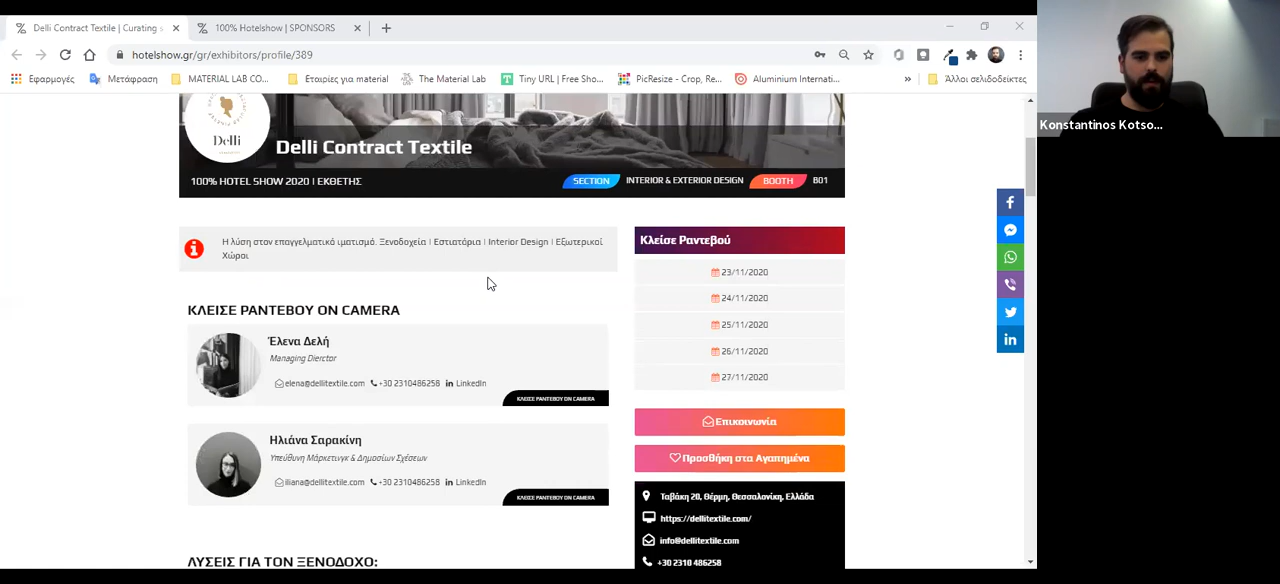 Delli Contract Textile | Curating s
100% Hotelshow | SPONSORS
hotelshow.gr/gr/exhibitors/profile/389
Εφαρμογές
Μετάφραση
MATERIAL LAB CO...
Εταιρίες για material
The Material Lab
Tiny URL | Free Sho...
PicResize - Crop, Re...
Aluminium Internati...
»
Άλλοι σελιδοδείκτες
Konstantinos Kotso...
Delli
Delli Contract Textile
100% HOTEL SHOW 2020 | ΕΚΘΕΤΗΣ
SECTION INTERIOR & EXTERIOR DESIGN BOOTH B01
Η λύση στον επαγγελματικό ιματισμό. Ξενοδοχεία | Εστιατόρια | Interior Design | Εξωτερικοί
Χώροι
ΚΛΕΙΣΕ ΡΑΝΤΕΒΟΥ ON CAMERA
Έλενα Δελή
Managing Dierctor
elena@dellitextile.com +30 2310486258 in LinkedIn
ΚΛΕΙΣΕ ΡΑΝΤΕΒΟΥ ON CAMERA
Ηλιάνα Σαρακίνη
Υπεύθυνη Μάρκετινγκ & Δημοσίων Σχέσεων
iliana@dellitextile.com +30 2310486258 in LinkedIn
ΚΛΕΙΣΕ ΡΑΝΤΕΒΟΥ ON CAMERA
ΛΥΣΕΙΣ ΓΙΑ ΤΟΝ ΞΕΝΟΔΟΧΟ:
Κλείσε Ραντεβού
23/11/2020
24/11/2020
25/11/2020
26/11/2020
27/11/2020
Επικοινωνία
Προσθήκη στα Αγαπημένα
Ταβάκη 20, Θέρμη, Θεσσαλονίκη, Ελλάδα
https://dellitextile.com/
info@dellitextile.com
+30 2310 486258